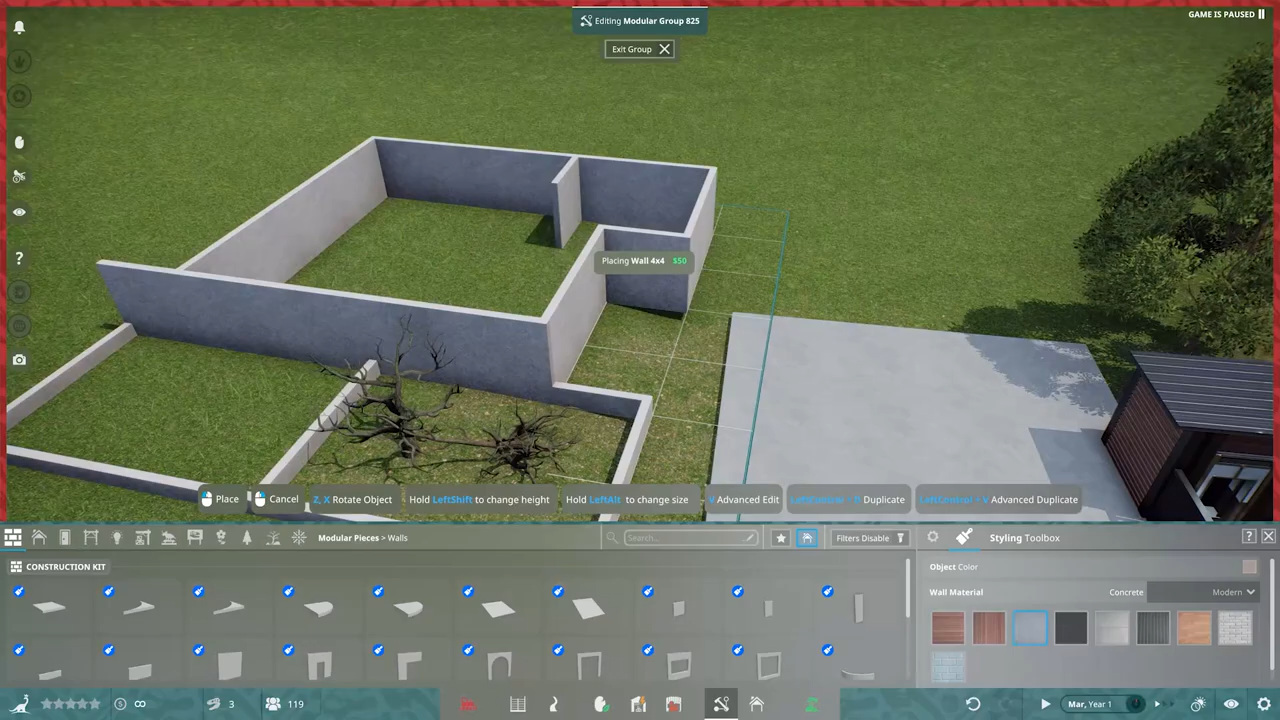 Editing Modular Group 825
GAME IS PAUSED
Exit Group
Placing Wall 4x4 $50
Place
Cancel
Z, X Rotate Object
Hold LeftShift to change height
Hold LeftAlt to change size
V Advanced Edit
LeftControl + D Duplicate
LeftControl + V Advanced Duplicate
Modular Pieces > Walls
Search...
Filters Disable
Styling Toolbox
?
CONSTRUCTION KIT
Object Color
Wall Material
Concrete
Modern
3
119
Mar, Year 1